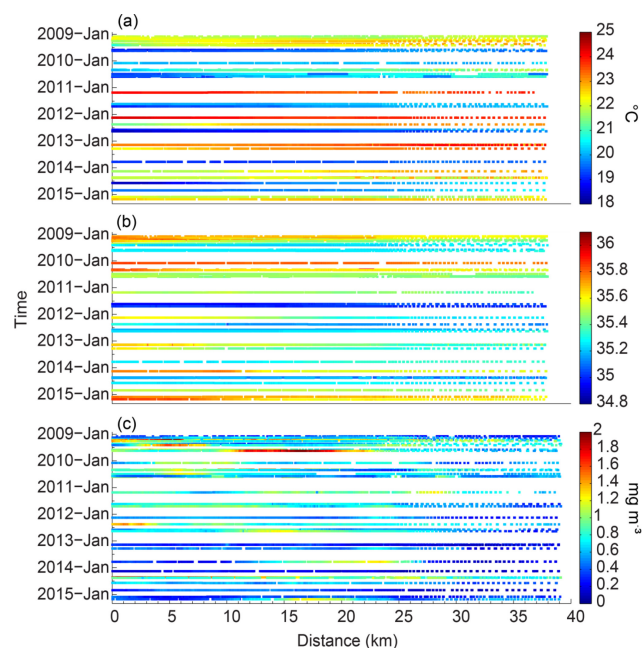 (a)
2009-Jan
2010-Jan
2011-Jan
2012-Jan
2013-Jan
2014-Jan
2015-Jan
25
24
23
22
21
20
19
18
°C
(b)
2009-Jan
2010-Jan
2011-Jan
2012-Jan
2013-Jan
2014-Jan
2015-Jan
Time
36
35.8
35.6
35.4
35.2
35
34.8
(c)
2009-Jan
2010-Jan
2011-Jan
2012-Jan
2013-Jan
2014-Jan
2015-Jan
2
1.8
1.6
1.4
1.2
1
0.8
0.6
0.4
0.2
0
mg m-3
0 5 10 15 20 25 30 35 40
Distance (km)